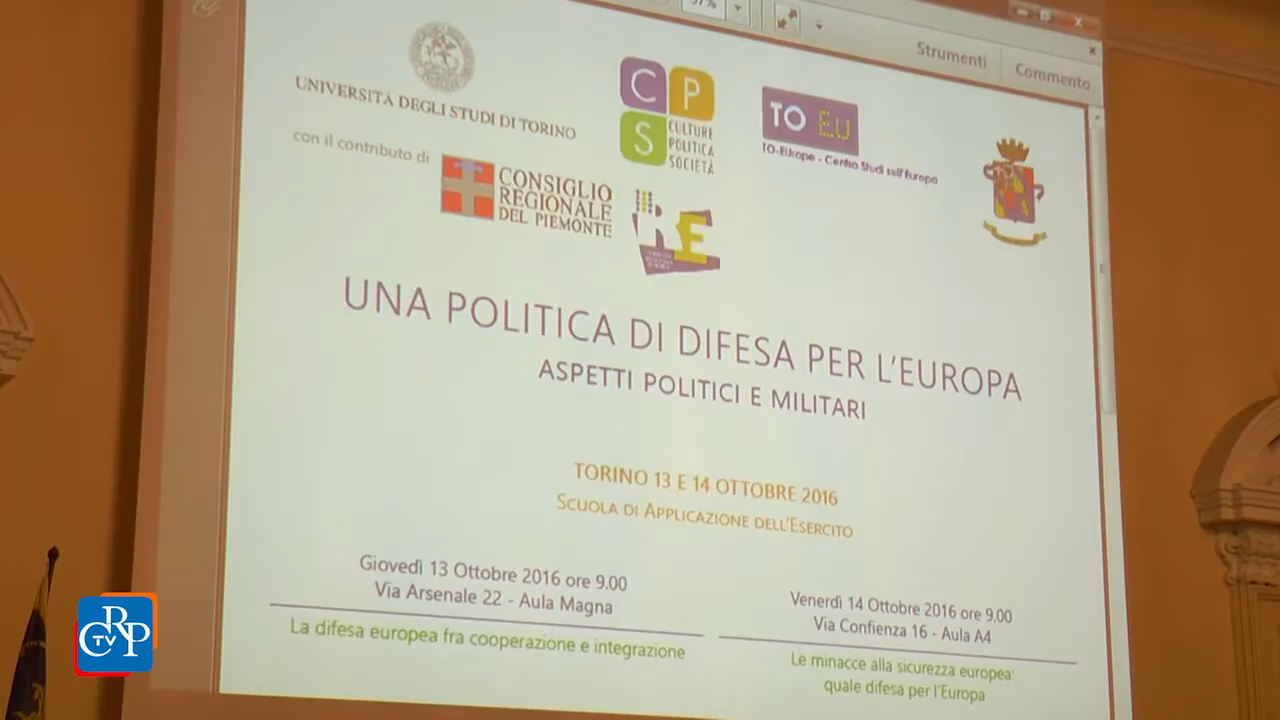 Strumenti
Commento
UNIVERSITÀ DEGLI STUDI DI TORINO
CPS
CULTURE
POLITICA
SOCIETÀ
TO EU
TO-EUrope - Centro Studi sull'Europa
con il contributo di
CONSIGLIO
REGIONALE
DEL PIEMONTE
RE
UNA POLITICA DI DIFESA PER L'EUROPA
ASPETTI POLITICI E MILITARI
TORINO 13 E 14 OTTOBRE 2016
SCUOLA DI APPLICAZIONE DELL'ESERCITO
Giovedì 13 Ottobre 2016 ore 9.00
Via Arsenale 22 - Aula Magna
La difesa europea fra cooperazione e integrazione
Venerdì 14 Ottobre 2016 ore 9.00
Via Confienza 16 - Aula A4
Le minacce alla sicurezza europea:
quale difesa per l'Europa
CRP
TV